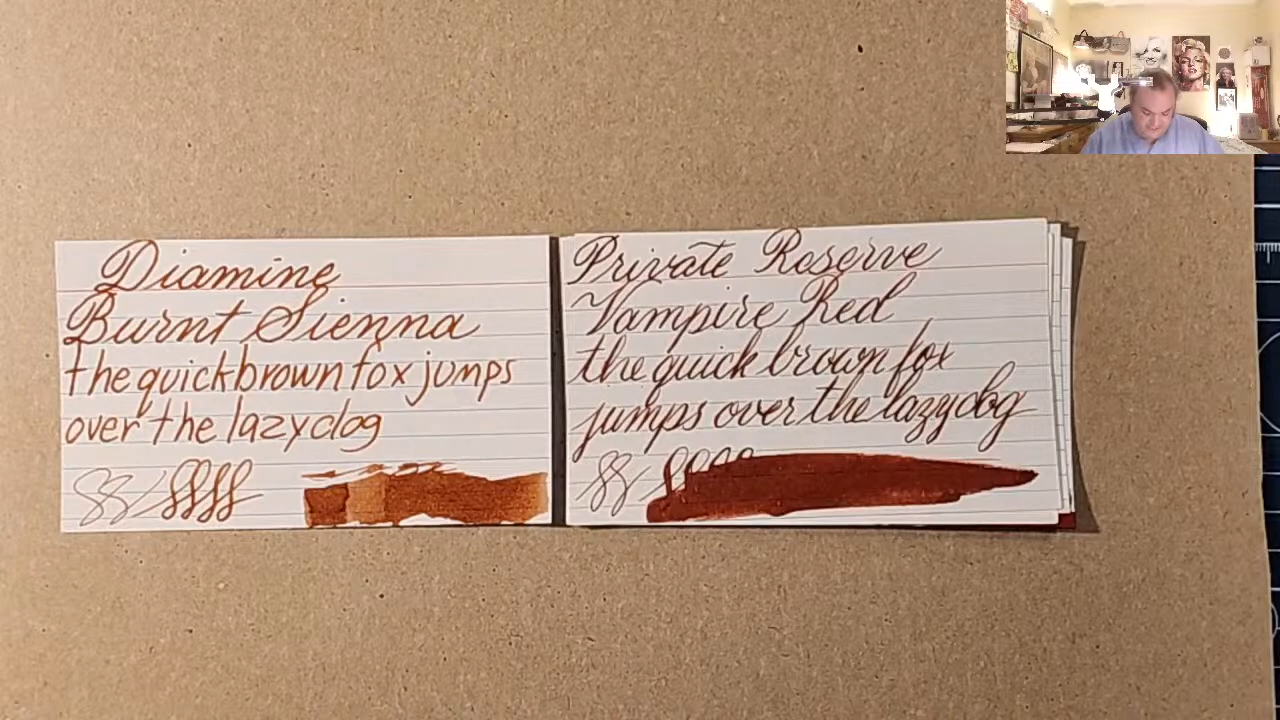 Diamine
Burnt Sienna
the quick brown fox jumps
over the lazy dog
Private Reserve
Vampire Red
the quick brown fox
jumps over the lazy dog